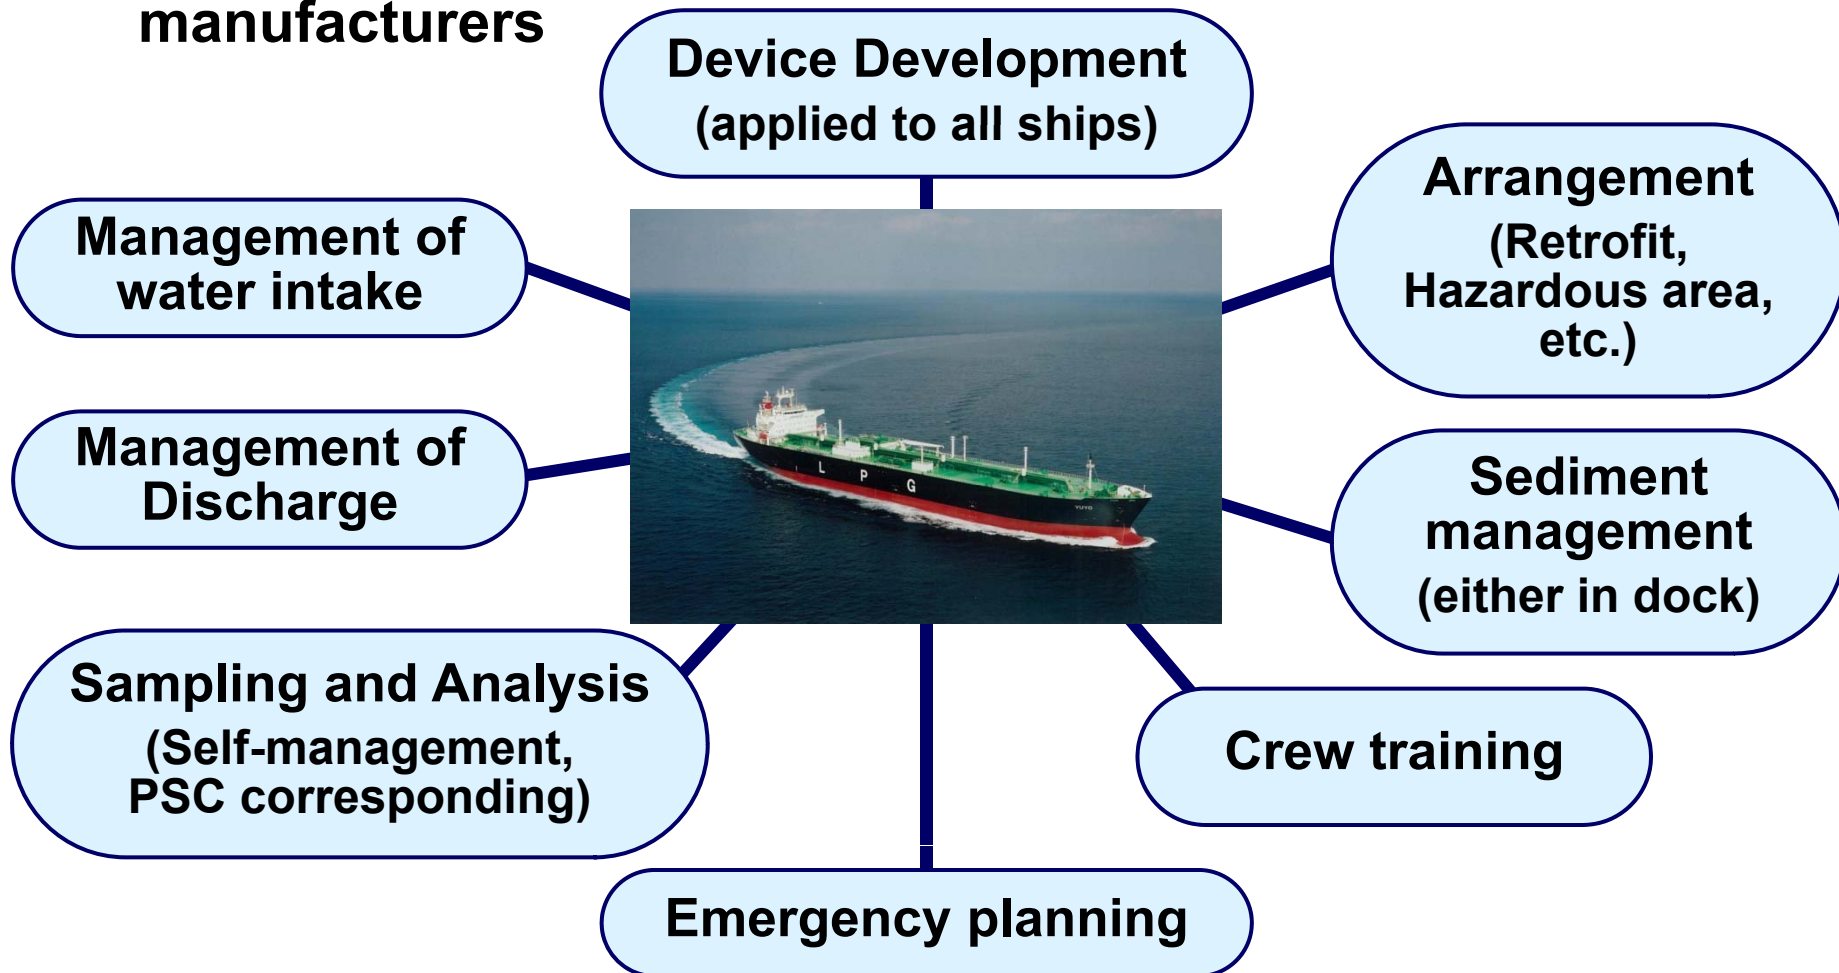 manufacturers
Device Development
(applied to all ships)
Arrangement
(Retrofit,
Hazardous area,
etc.)
Management of
water intake
Management of
Discharge
L P G
YUYO
Sediment
management
(either in dock)
Sampling and Analysis
(Self-management,
PSC corresponding)
Crew training
Emergency planning